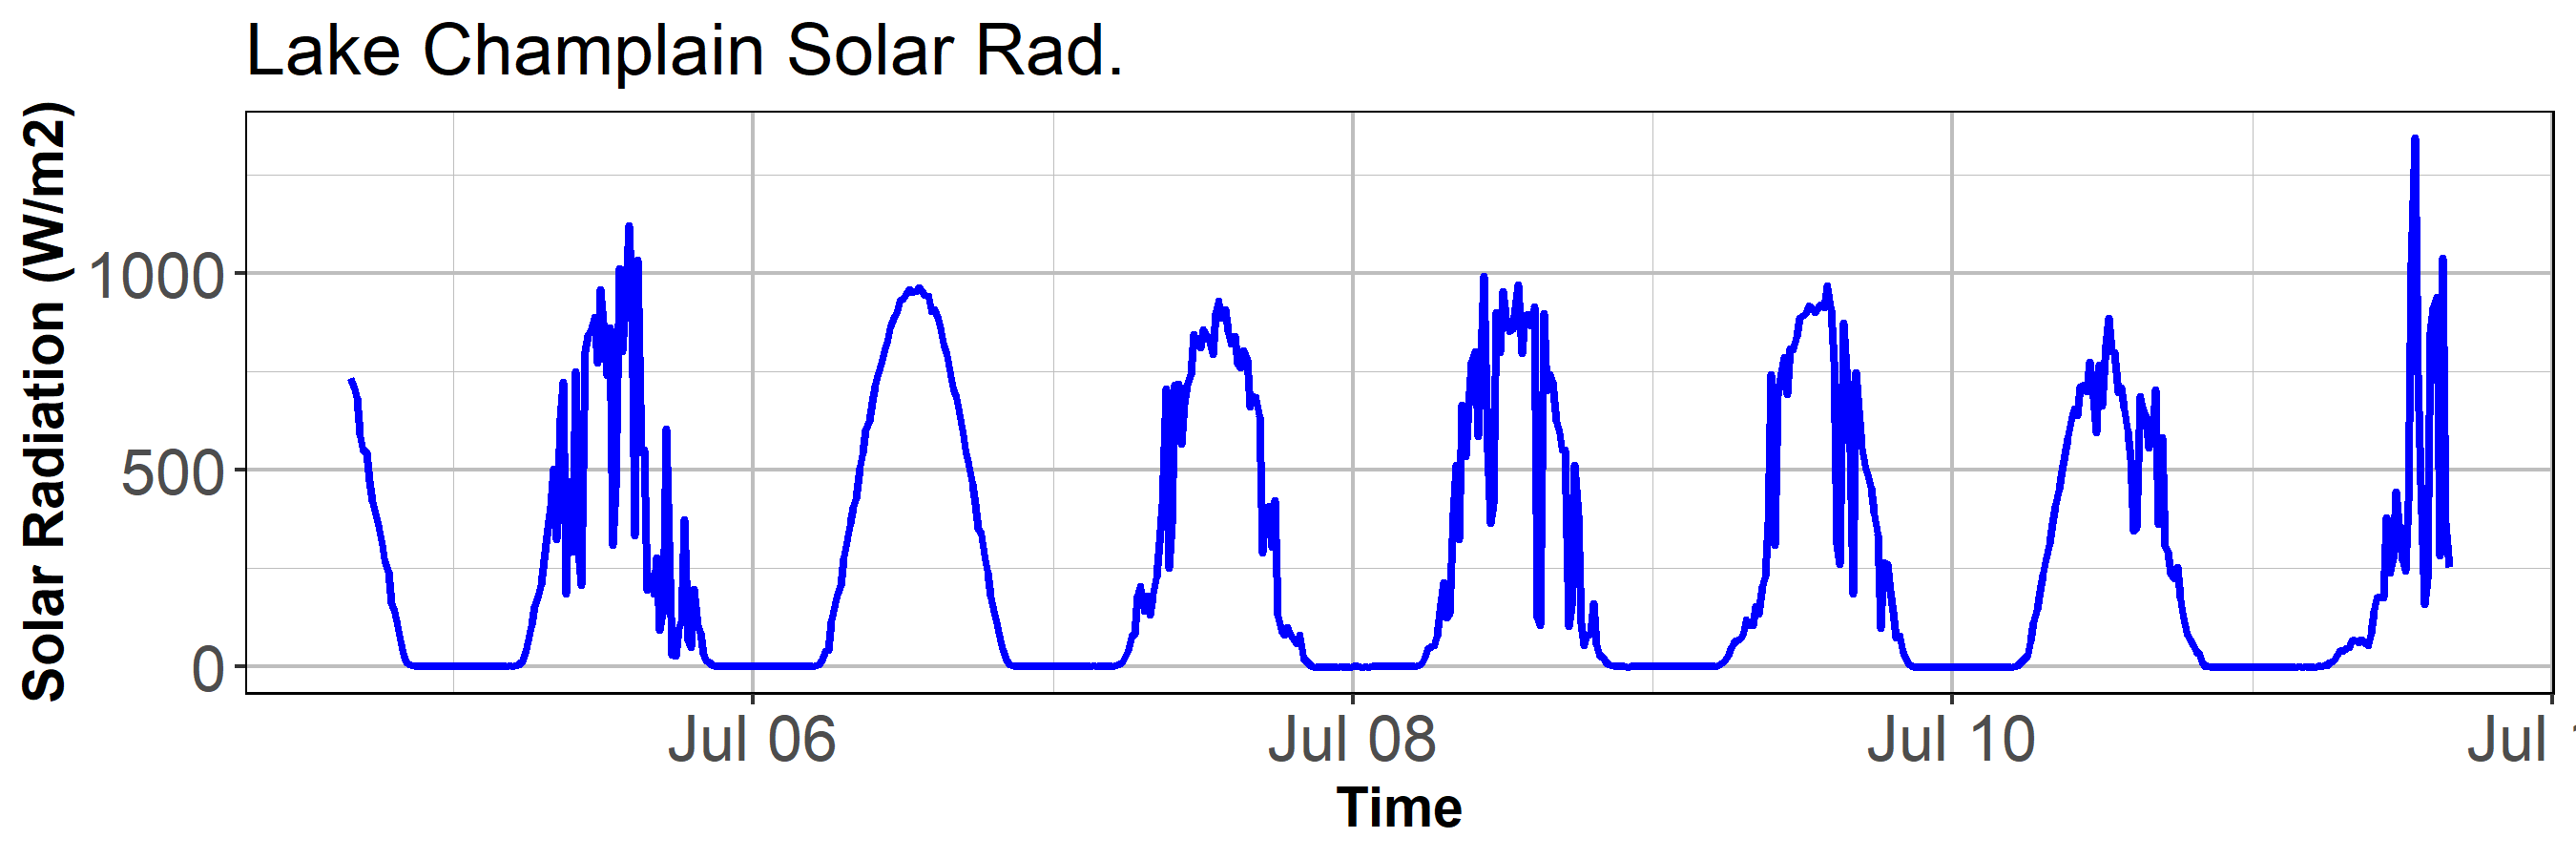 Lake Champlain Solar Rad.
Solar Radiation (W/m2)
1000
500
0
Jul 06 Jul 08 Jul 10 Jul
Time